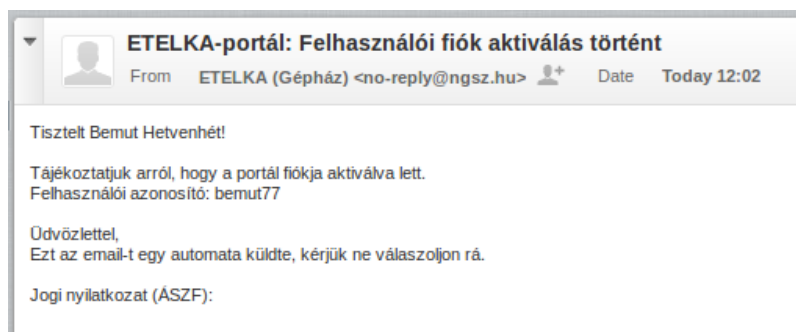 ETELKA-portál: Felhasználói fiók aktiválás történt
From ETELKA (Gépház) <no-reply@ngsz.hu> Date Today 12:02
Tisztelt Bemut Hetvenhét!
Tájékoztatjuk arról, hogy a portál fiókja aktiválva lett.
Felhasználói azonosító: bemut77
Üdvözlettel,
Ezt az email-t egy automata küldte, kérjük ne válaszoljon rá.
Jogi nyilatkozat (ÁSZF):